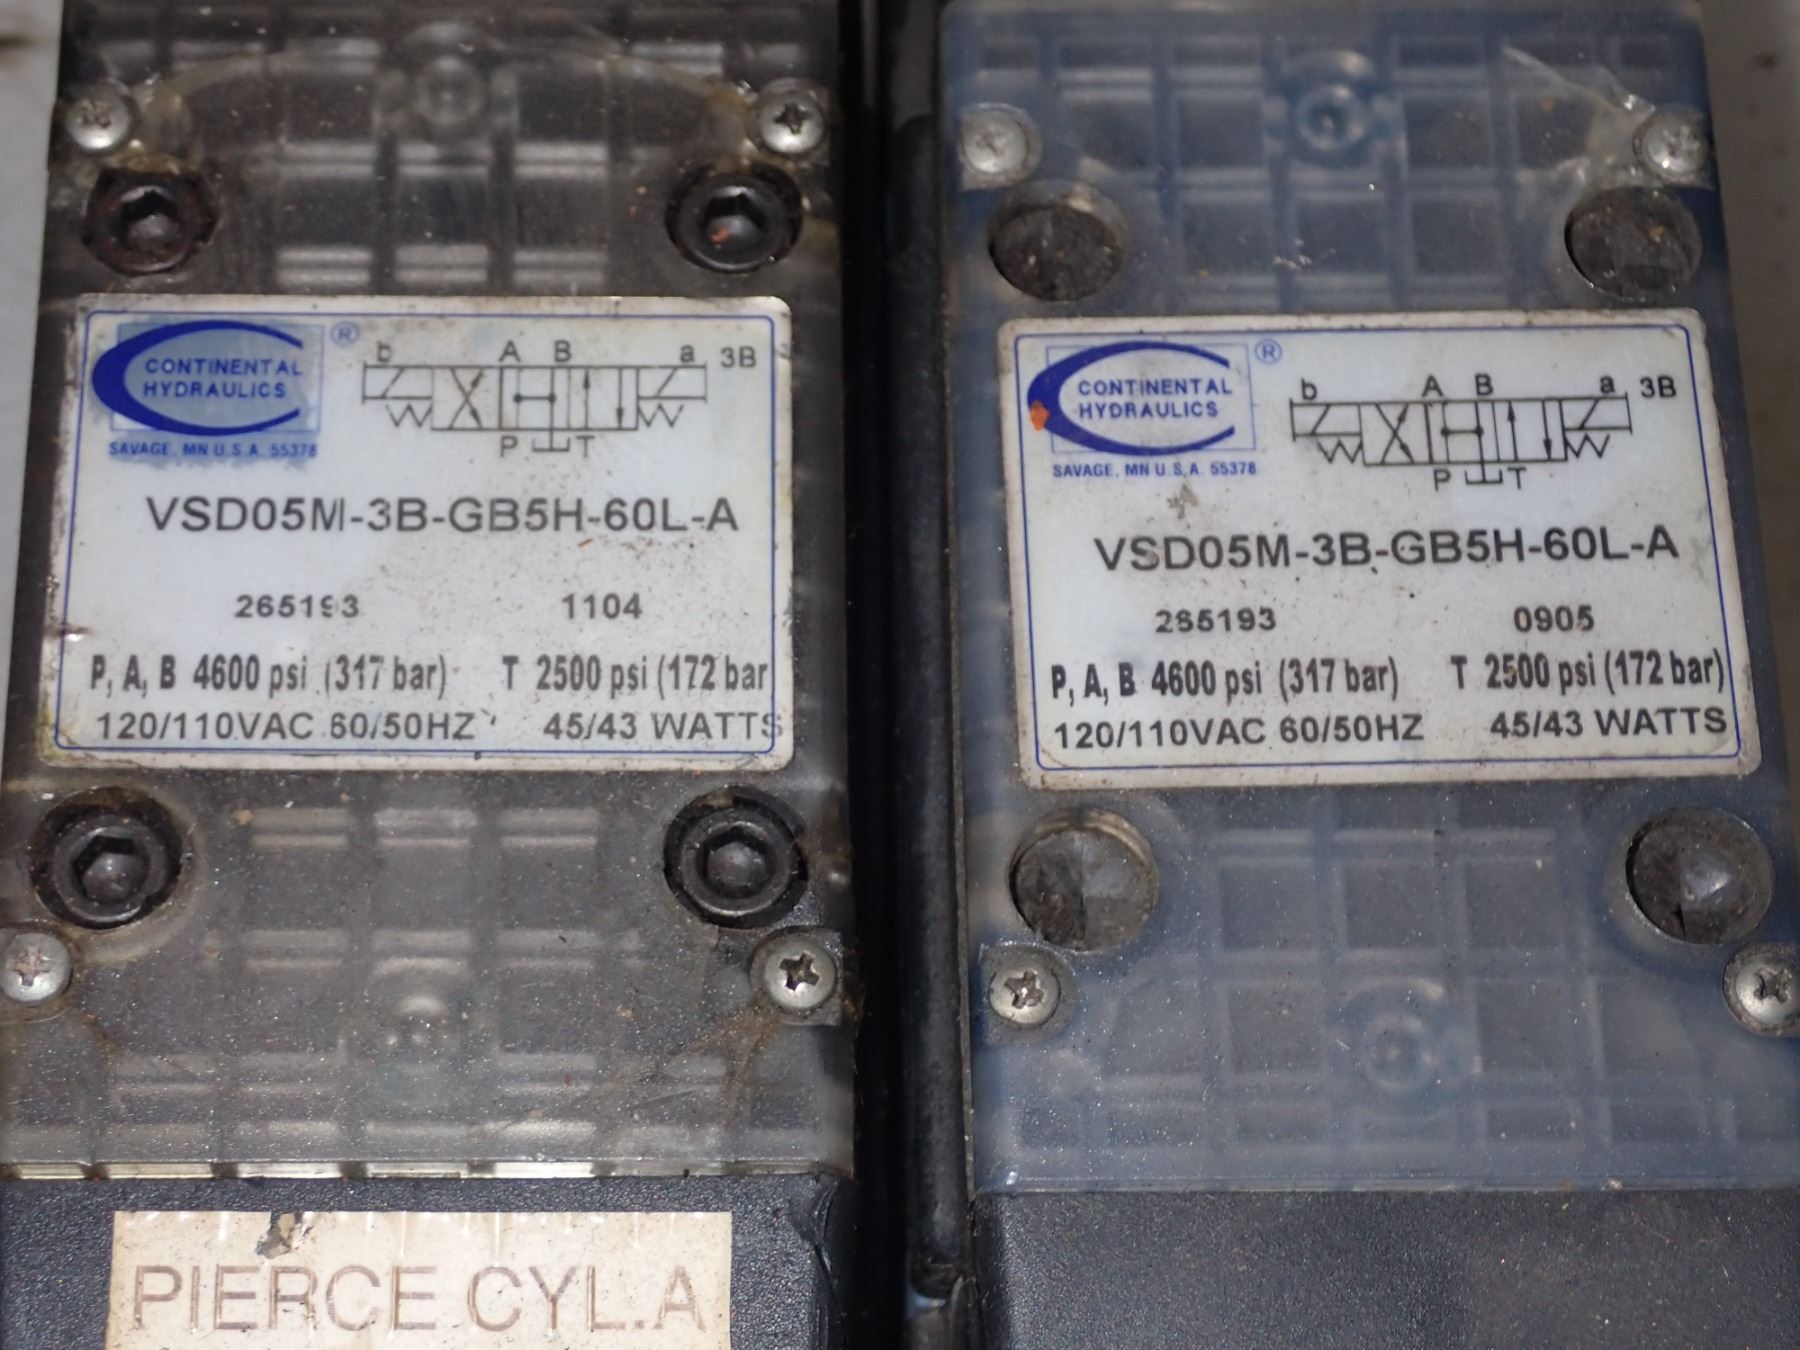 CONTINENTAL
HYDRAULICS
®
SAVAGE, MN U.S.A. 55378
b A B a 3B
P T
VSD05M-3B-GB5H-60L-A
265193 1104
P, A, B 4600 psi (317 bar) T 2500 psi (172 bar
120/110VAC 60/50HZ 45/43 WATTS
PIERCE CYL.A
CONTINENTAL
HYDRAULICS
®
SAVAGE, MN U.S.A. 55378
b A B a 3B
P T
VSD05M-3B-GB5H-60L-A
265193 0905
P, A, B 4600 psi (317 bar) T 2500 psi (172 bar)
120/110VAC 60/50HZ 45/43 WATTS